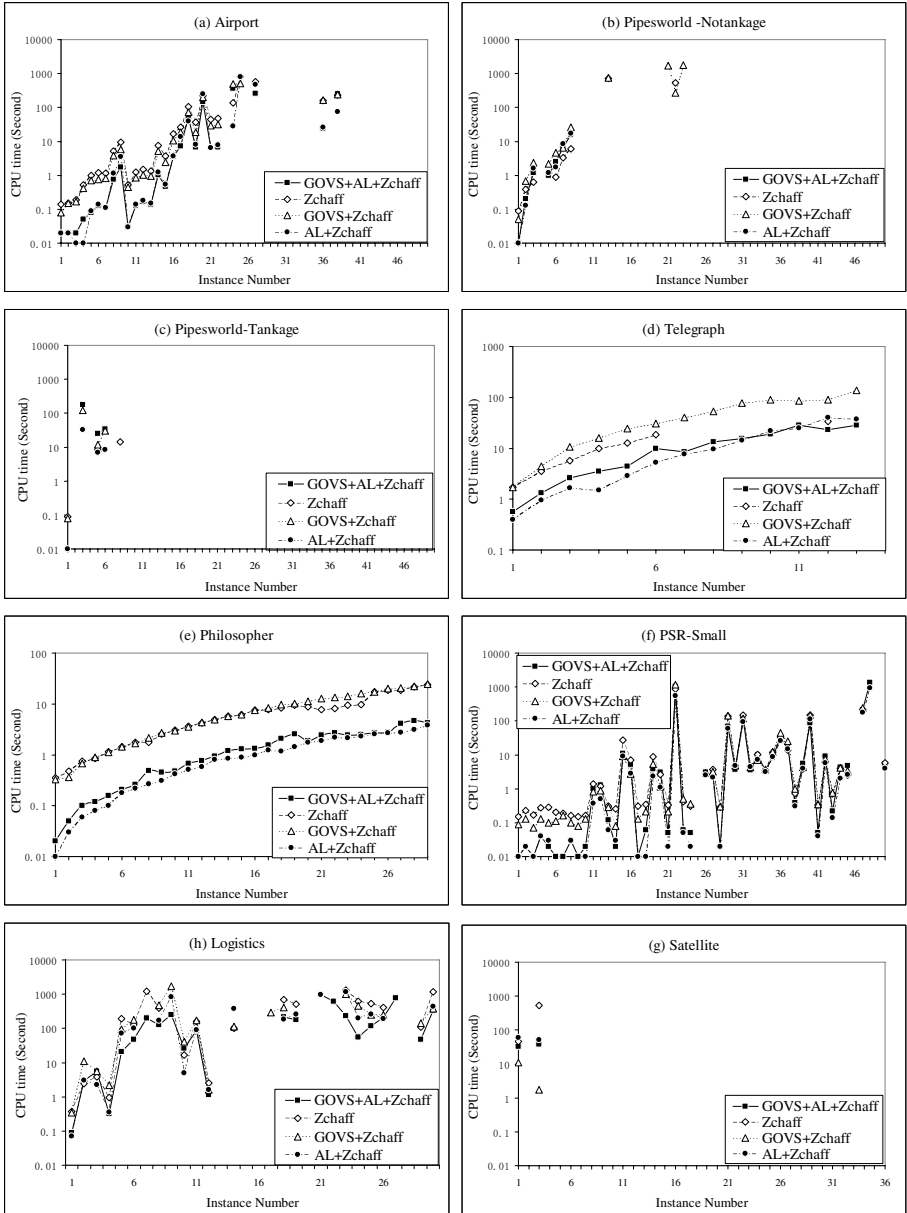 (a) Airport
10000
1000
100
10
1
0.1
0.01
CPU time (Second)
GOVS+AL+Zchaff
Zchaff
GOVS+Zchaff
AL+Zchaff
1 6 11 16 21 26 31 36 41 46
Instance Number
(b) Pipesworld -Notankage
10000
1000
100
10
1
0.1
0.01
CPU time (Second)
GOVS+AL+Zchaff
Zchaff
GOVS+Zchaff
AL+Zchaff
1 6 11 16 21 26 31 36 41 46
Instance Number
(c) Pipesworld-Tankage
10000
1000
100
10
1
0.1
0.01
CPU time (Second)
GOVS+AL+Zchaff
Zchaff
GOVS+Zchaff
AL+Zchaff
1 6 11 16 21 26 31 36 41 46
Instance Number
(d) Telegraph
1000
100
10
1
0.1
CPU time (Second)
GOVS+AL+Zchaff
Zchaff
GOVS+Zchaff
AL+Zchaff
1 6 11
Instance Number
(e) Philosopher
100
10
1
0.1
0.01
CPU time (Second)
GOVS+AL+Zchaff
Zchaff
GOVS+Zchaff
AL+Zchaff
1 6 11 16 21 26
Instance Number
(f) PSR-Small
10000
1000
100
10
1
0.1
0.01
CPU time (Second)
GOVS+AL+Zchaff
Zchaff
GOVS+Zchaff
AL+Zchaff
1 6 11 16 21 26 31 36 41 46
Instance Number
(h) Logistics
10000
1000
100
10
1
0.1
0.01
CPU time (Second)
GOVS+AL+Zchaff
Zchaff
GOVS+Zchaff
AL+Zchaff
1 6 11 16 21 26
Instance Number
(g) Satellite
10000
1000
100
10
1
0.1
0.01
CPU time (Second)
GOVS+AL+Zchaff
Zchaff
GOVS+Zchaff
AL+Zchaff
1 6 11 16 21 26 31 36
Instance Number